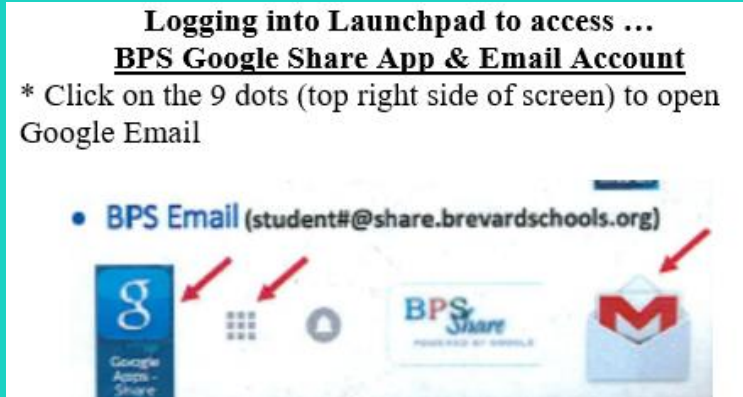 Logging into Launchpad to access …
BPS Google Share App & Email Account
* Click on the 9 dots (top right side of screen) to open
Google Email
• BPS Email (student#@share.brevardschools.org)
g
Google
Apps -
Share
BPS
Share
POWERED BY GOOGLE